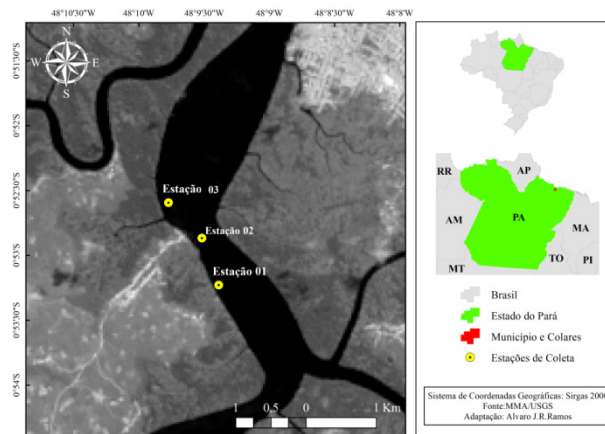 48°10'30"W 48°10'W 48°9'30"W 48°9'W 48°8'30"W 48°8'W
0°51'30"S
0°52'S
0°52'30"S
0°53'S
0°53'30"S
0°54'S
N
W E
S
Estação 03
Estação 02
Estação 01
1 0.5 0 1 Km
RR
AP
AM
PA
MA
MT
TO
PI
Brasil
Estado do Pará
Município e Colares
Estações de Coleta
Sistema de Coordenadas Geográficas: Sirgas 2000
Fonte:MMA/USGS
Adaptação: Alvaro J.R.Ramos